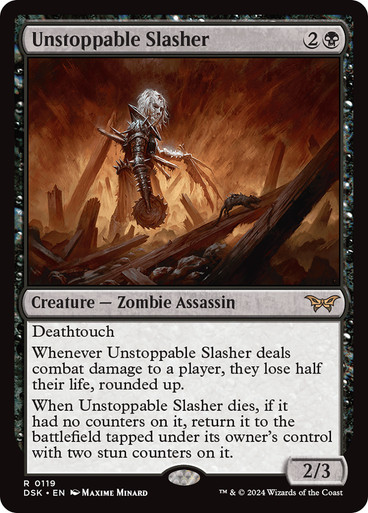 Unstoppable Slasher 2
Creature — Zombie Assassin
Deathtouch
Whenever Unstoppable Slasher deals
combat damage to a player, they lose half
their life, rounded up.
When Unstoppable Slasher dies, if it
had no counters on it, return it to the
battlefield tapped under its owner's control
with two stun counters on it.
2/3
R 0119
DSK • EN Maxime Minard
™ & © 2024 Wizards of the Coast